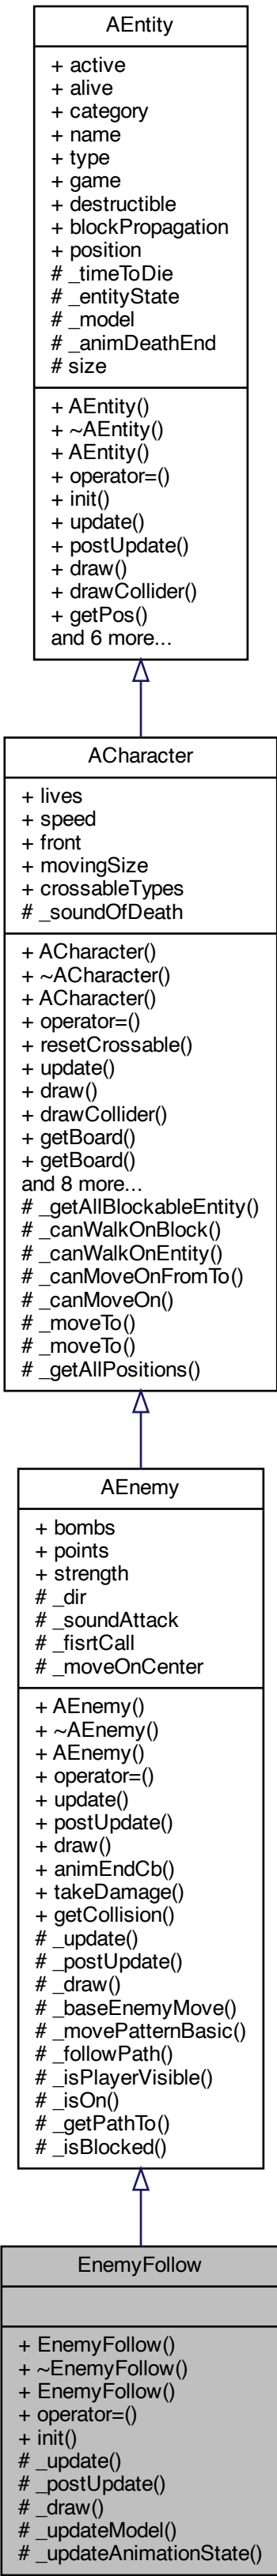 AEntity
+ active
+ alive
+ category
+ name
+ type
+ game
+ destructible
+ blockPropagation
+ position
# _timeToDie
# _entityState
# _model
# _animDeathEnd
# size
+ AEntity()
+ ~AEntity()
+ AEntity()
+ operator=()
+ init()
+ update()
+ postUpdate()
+ draw()
+ drawCollider()
+ getPos()
and 6 more...
ACharacter
+ lives
+ speed
+ front
+ movingSize
+ crossableTypes
# _soundOfDeath
+ ACharacter()
+ ~ACharacter()
+ ACharacter()
+ operator=()
+ resetCrossable()
+ update()
+ draw()
+ drawCollider()
+ getBoard()
+ getBoard()
and 8 more...
# _getAllBlockableEntity()
# _canWalkOnBlock()
# _canWalkOnEntity()
# _canMoveOnFromTo()
# _canMoveOn()
# _moveTo()
# _moveTo()
# _getAllPositions()
AEnemy
+ bombs
+ points
+ strength
# _dir
# _soundAttack
# _fisrtCall
# _moveOnCenter
+ AEnemy()
+ ~AEnemy()
+ AEnemy()
+ operator=()
+ update()
+ postUpdate()
+ draw()
+ animEndCb()
+ takeDamage()
+ getCollision()
# _update()
# _postUpdate()
# _draw()
# _baseEnemyMove()
# _movePatternBasic()
# _followPath()
# _isPlayerVisible()
# _isOn()
# _getPathTo()
# _isBlocked()
EnemyFollow
+ EnemyFollow()
+ ~EnemyFollow()
+ EnemyFollow()
+ operator=()
+ init()
# _update()
# _postUpdate()
# _draw()
# _updateModel()
# _updateAnimationState()